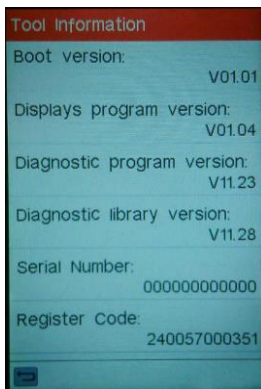 Tool Information
Boot version:
V01.01
Displays program version:
V01.04
Diagnostic program version:
V11.23
Diagnostic library version:
V11.28
Serial Number:
000000000000
Register Code:
240057000351